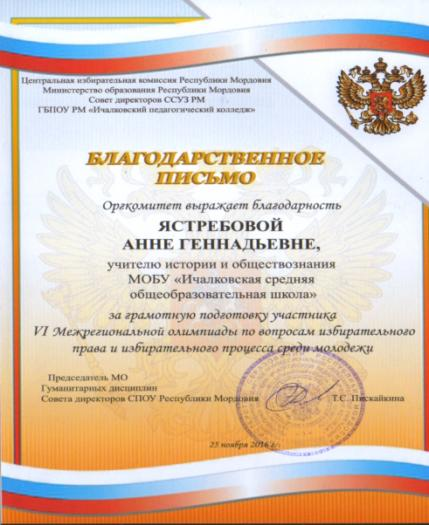 Центральная избирательная комиссия Республики Мордовия
Министерство образования Республики Мордовия
Совет директоров ССУЗ РМ
ГБПОУ РМ «Ичалковский педагогический колледж»
БЛАГОДАРСТВЕННОЕ
ПИСЬМО
Оргкомитет выражает благодарность
ЯСТРЕБОВОЙ
АННЕ ГЕННАДЬЕВНЕ,
учителю истории и обществознания
МОБУ «Ичалковская средняя
общеобразовательная школа»
за грамотную подготовку участника
VI Межрегиональной олимпиады по вопросам избирательного
права и избирательного процесса среди молодежи
Председатель МО
Гуманитарных дисциплин
Совета директоров СПОУ Республики Мордовия
Т.С. Пискайкина
25 ноября 2016 г.